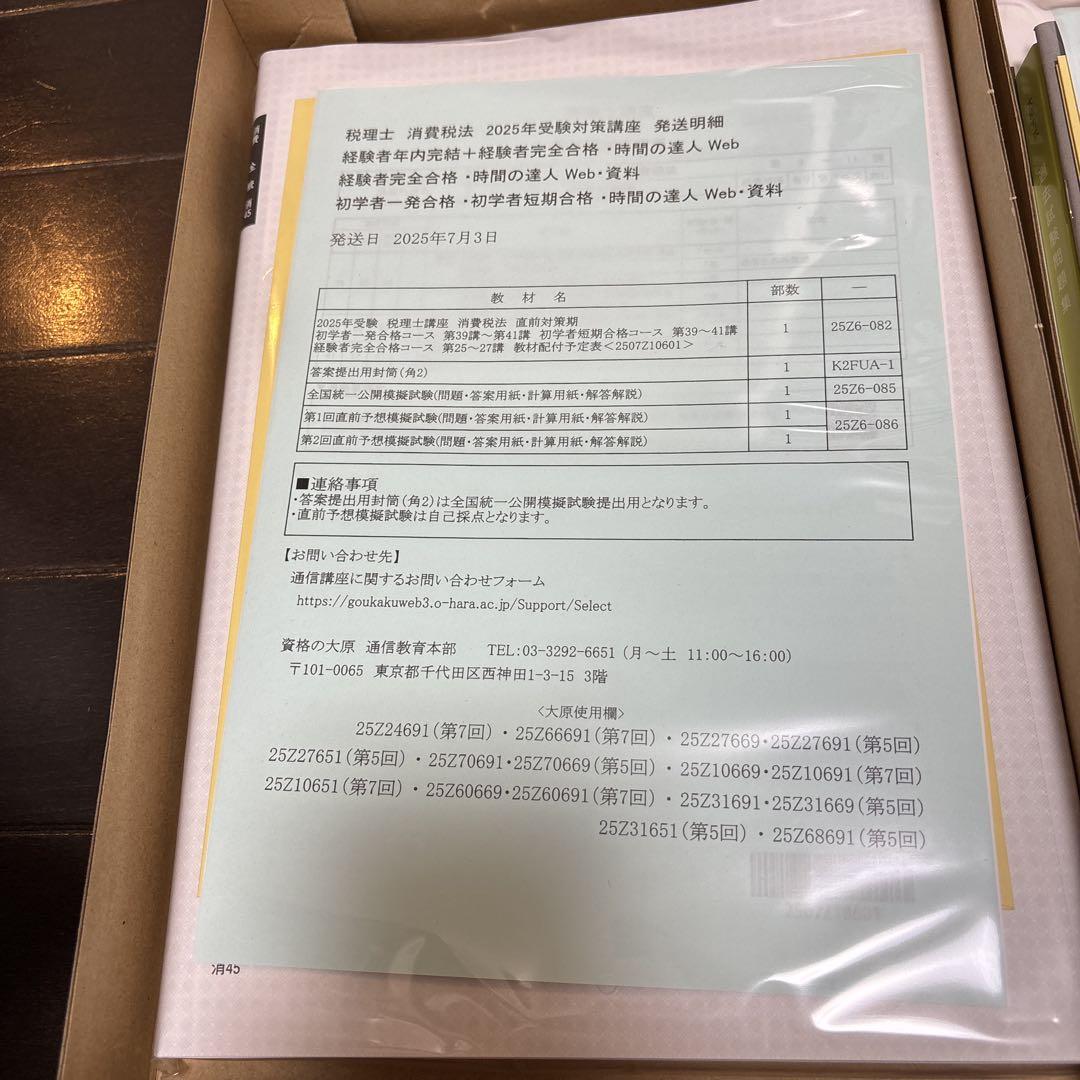 税理士 消費税法 2025年受験対策講座 発送明細
経験者年内完結＋経験者完全合格・時間の達人 Web
経験者完全合格・時間の達人 Web・資料
初学者一発合格・初学者短期合格・時間の達人 Web・資料
発送日 2025年7月3日
教 材 名 部数 ―
2025年受験 税理士講座 消費税法 直前対策期
初学者一発合格コース 第39講～第41講 初学者短期合格コース 第39～41講
経験者完全合格コース 第25～27講 教材配付予定表＜2507Z10601＞ 1 25Z6-082
答案提出用封筒(角2) 1 K2FUA-1
全国統一公開模擬試験(問題・答案用紙・計算用紙・解答解説) 1 25Z6-085
第1回直前予想模擬試験(問題・答案用紙・計算用紙・解答解説) 1 25Z6-086
第2回直前予想模擬試験(問題・答案用紙・計算用紙・解答解説) 1
■連絡事項
・答案提出用封筒(角2)は全国統一公開模擬試験提出用となります。
・直前予想模擬試験は自己採点となります。
【お問い合わせ先】
通信講座に関するお問い合わせフォーム
https://goukakuweb3.o-hara.ac.jp/Support/Select
資格の大原 通信教育本部 TEL:03-3292-6651 (月～土 11:00～16:00)
〒101-0065 東京都千代田区西神田1-3-15 3階
<大原使用欄>
25Z24691(第7回)・25Z66691(第7回)・25Z27669・25Z27691(第5回)
25Z27651(第5回)・25Z70691・25Z70669(第5回)・25Z10669・25Z10691(第7回)
25Z10651(第7回)・25Z60669・25Z60691(第7回)・25Z31691・25Z31669(第5回)
25Z31651(第5回)・25Z68691(第5回)
消45